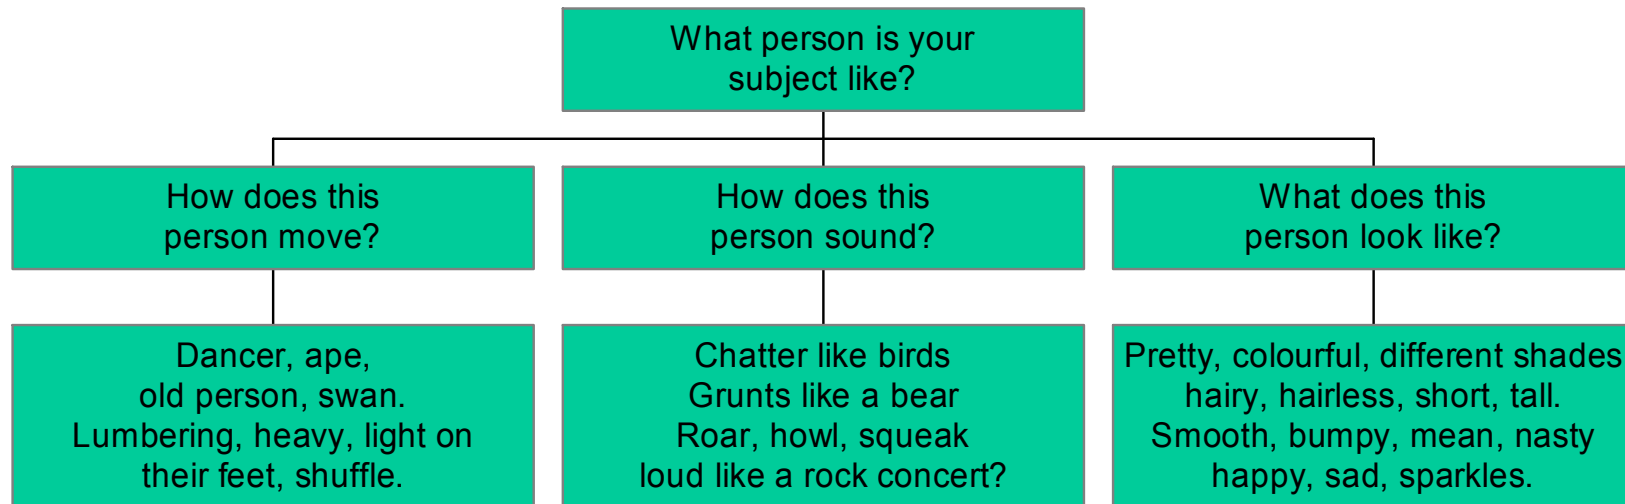 What person is your
subject like?
How does this
person move?
How does this
person sound?
What does this
person look like?
Dancer, ape,
old person, swan.
Lumbering, heavy, light on
their feet, shuffle.
Chatter like birds
Grunts like a bear
Roar, howl, squeak
loud like a rock concert?
Pretty, colourful, different shades
hairy, hairless, short, tall.
Smooth, bumpy, mean, nasty
happy, sad, sparkles.